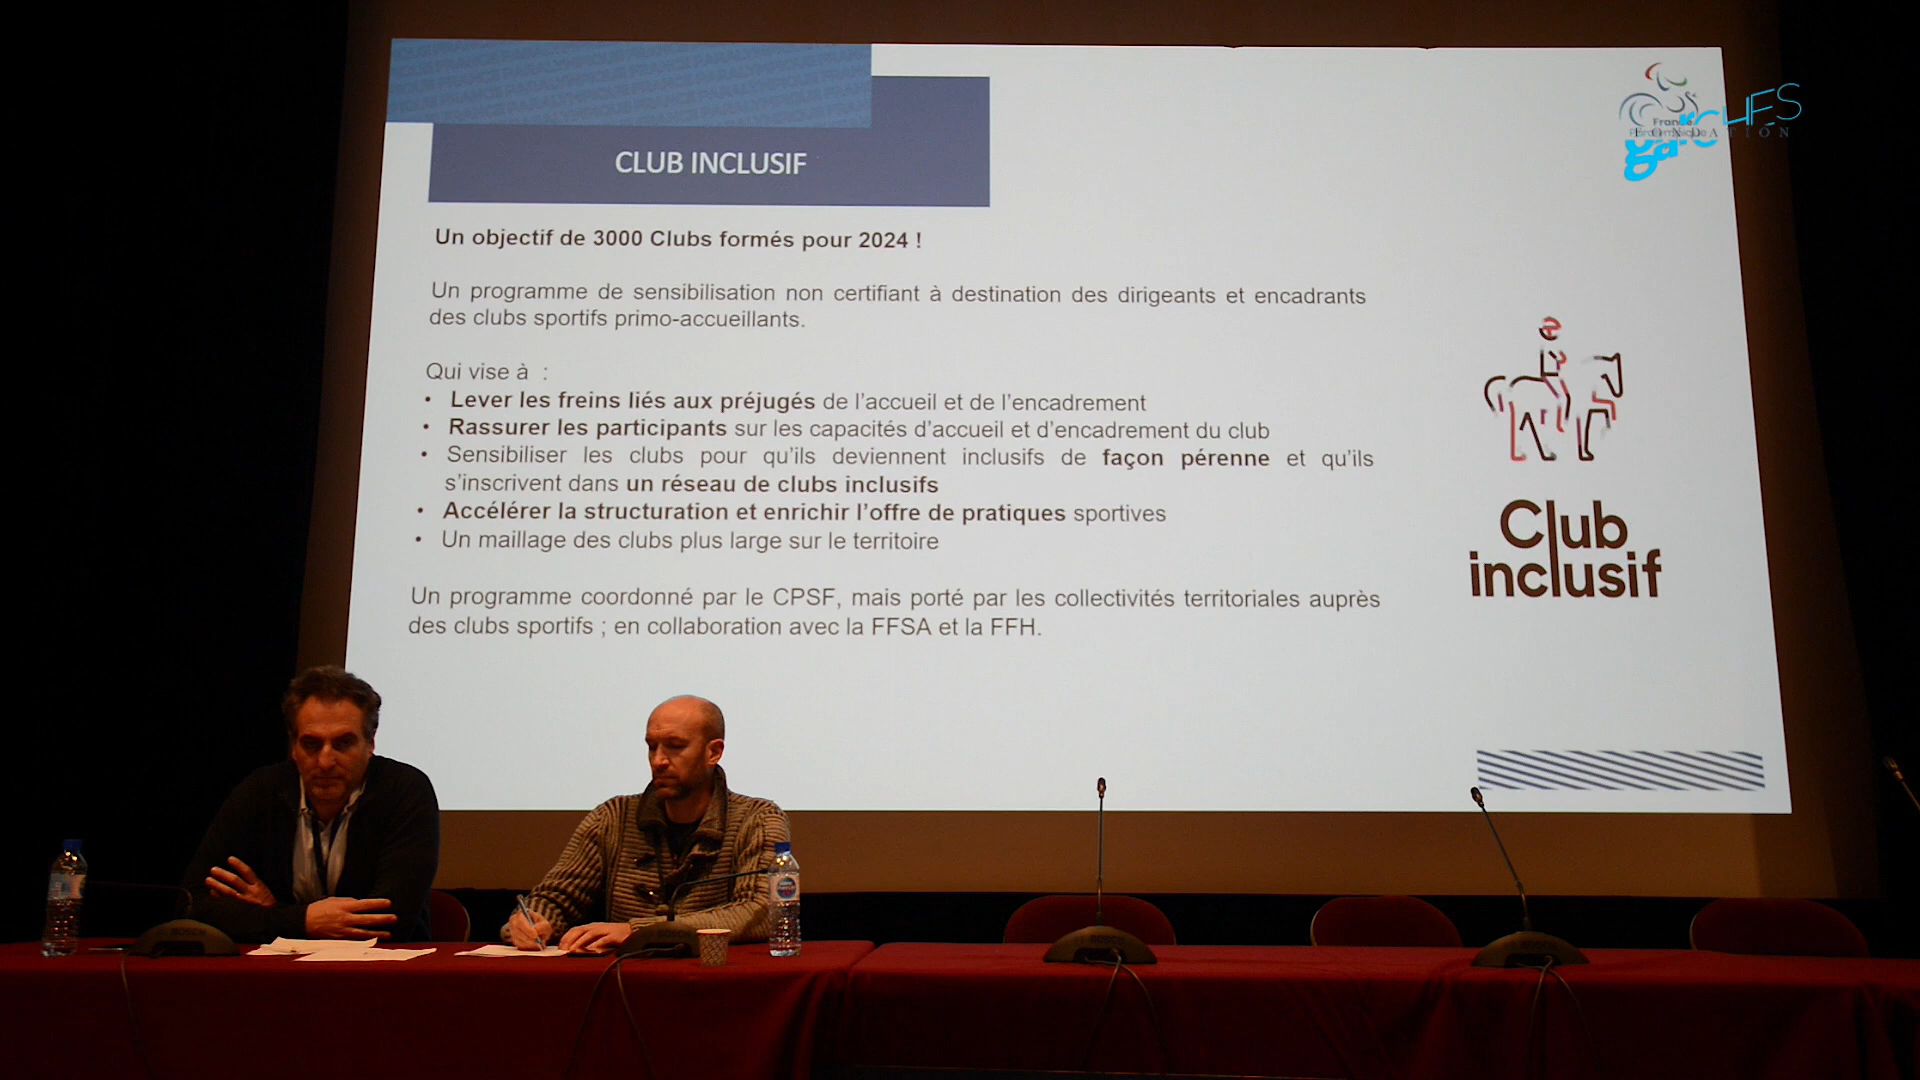 CLUB INCLUSIF
Un objectif de 3000 Clubs formés pour 2024 !
Un programme de sensibilisation non certifiant à destination des dirigeants et encadrants
des clubs sportifs primo-accueillants.
Qui vise à :
• Lever les freins liés aux préjugés de l'accueil et de l'encadrement
• Rassurer les participants sur les capacités d'accueil et d'encadrement du club
• Sensibiliser les clubs pour qu'ils deviennent inclusifs de façon pérenne et qu'ils
s'inscrivent dans un réseau de clubs inclusifs
• Accélérer la structuration et enrichir l'offre de pratiques sportives
• Un maillage des clubs plus large sur le territoire
Un programme coordonné par le CPSF, mais porté par les collectivités territoriales auprès
des clubs sportifs ; en collaboration avec la FFSA et la FFH.
Club
inclusif
garCHES
FONDATION
BOSCH
BOSCH